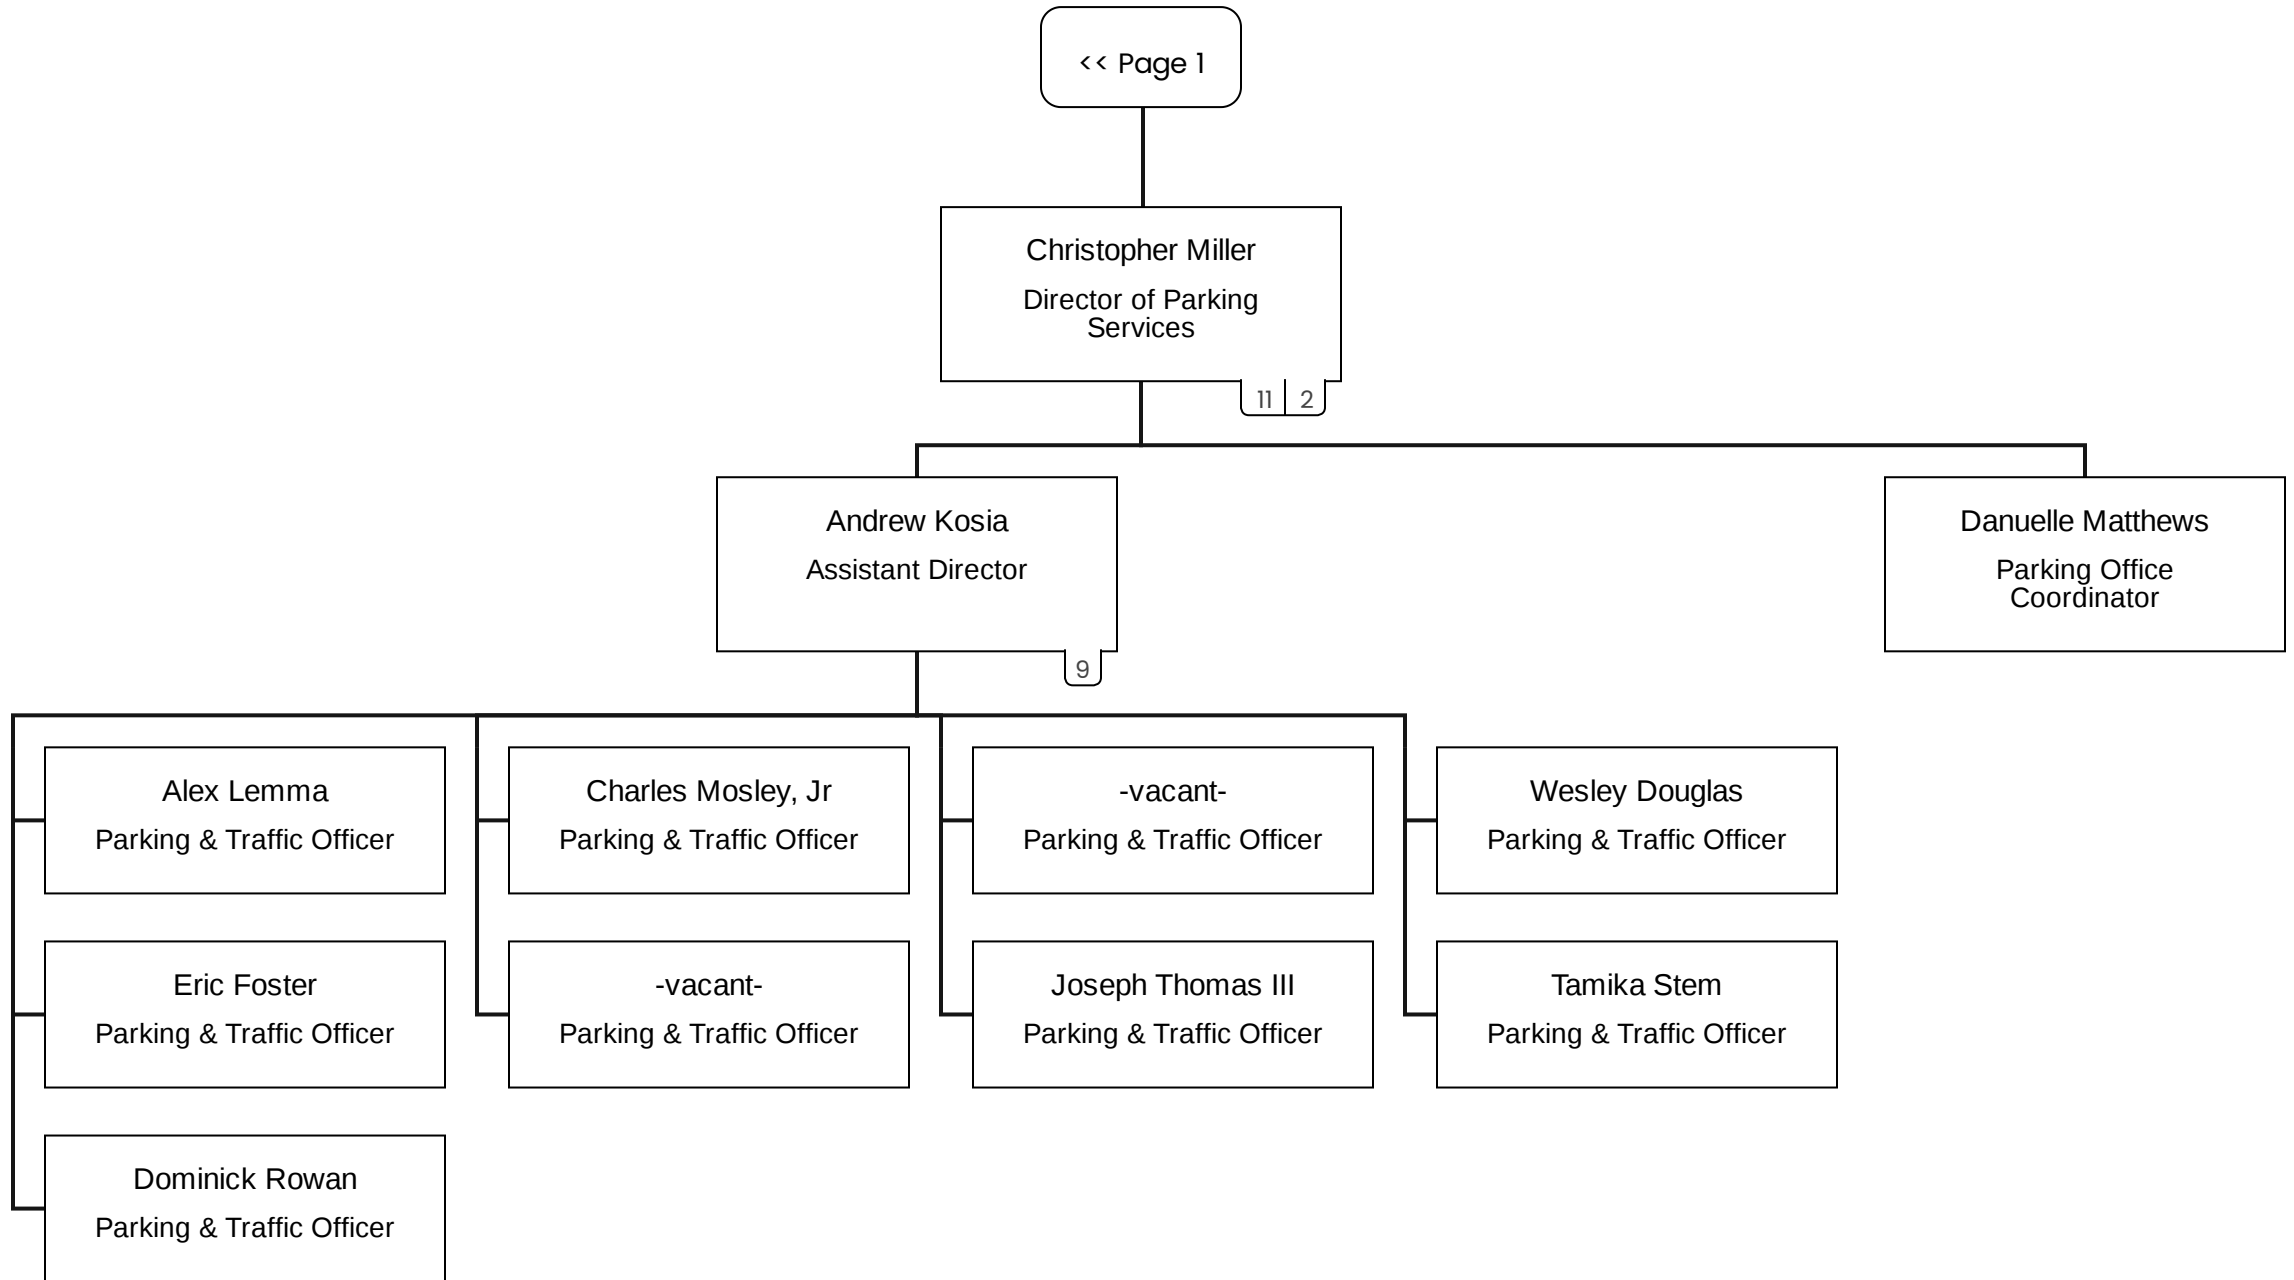 << Page 1
Christopher Miller
Director of Parking
Services
11 2
Andrew Kosia
Assistant Director
9
Danuelle Matthews
Parking Office
Coordinator
Alex Lemma
Parking & Traffic Officer
Charles Mosley, Jr
Parking & Traffic Officer
-vacant-
Parking & Traffic Officer
Wesley Douglas
Parking & Traffic Officer
Eric Foster
Parking & Traffic Officer
-vacant-
Parking & Traffic Officer
Joseph Thomas III
Parking & Traffic Officer
Tamika Stem
Parking & Traffic Officer
Dominick Rowan
Parking & Traffic Officer